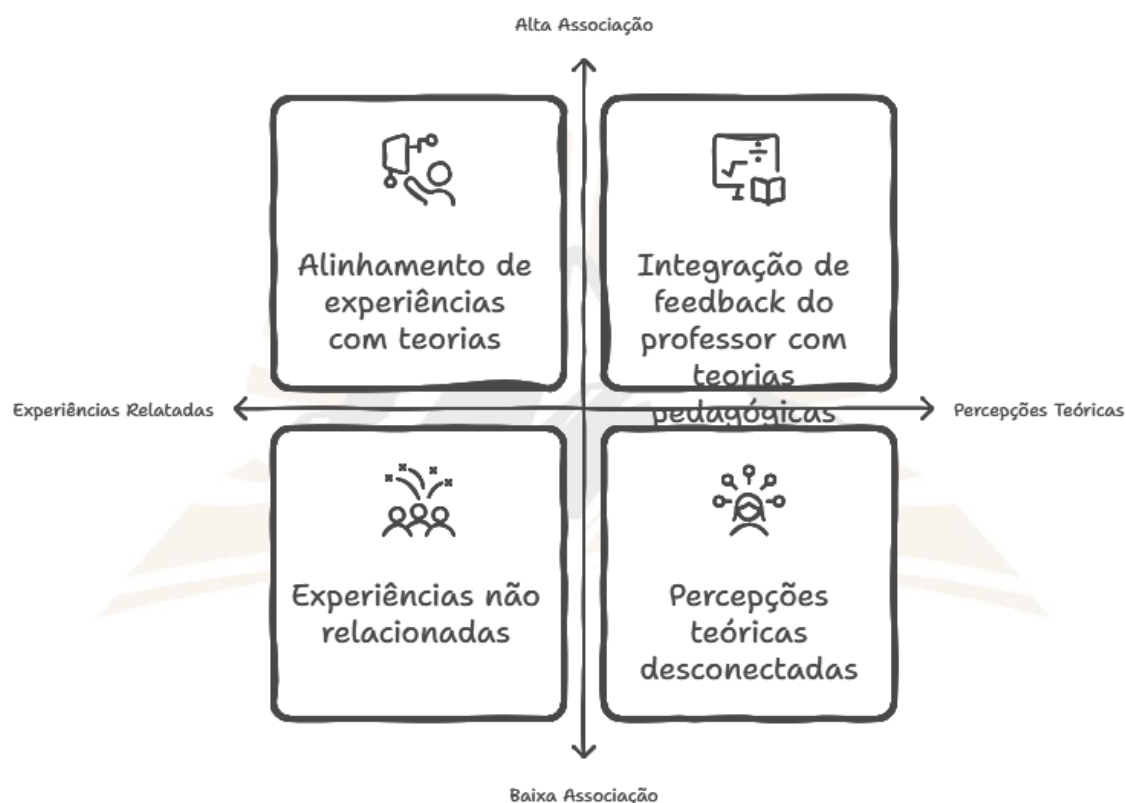 Alta Associação
Alinhamento de
experiências
com teorias
Integração de
feedback do
professor com
teorias
pedagógicas
Experiências Relatadas
Percepções Teóricas
Experiências não
relacionadas
Percepções
teóricas
desconectadas
Baixa Associação